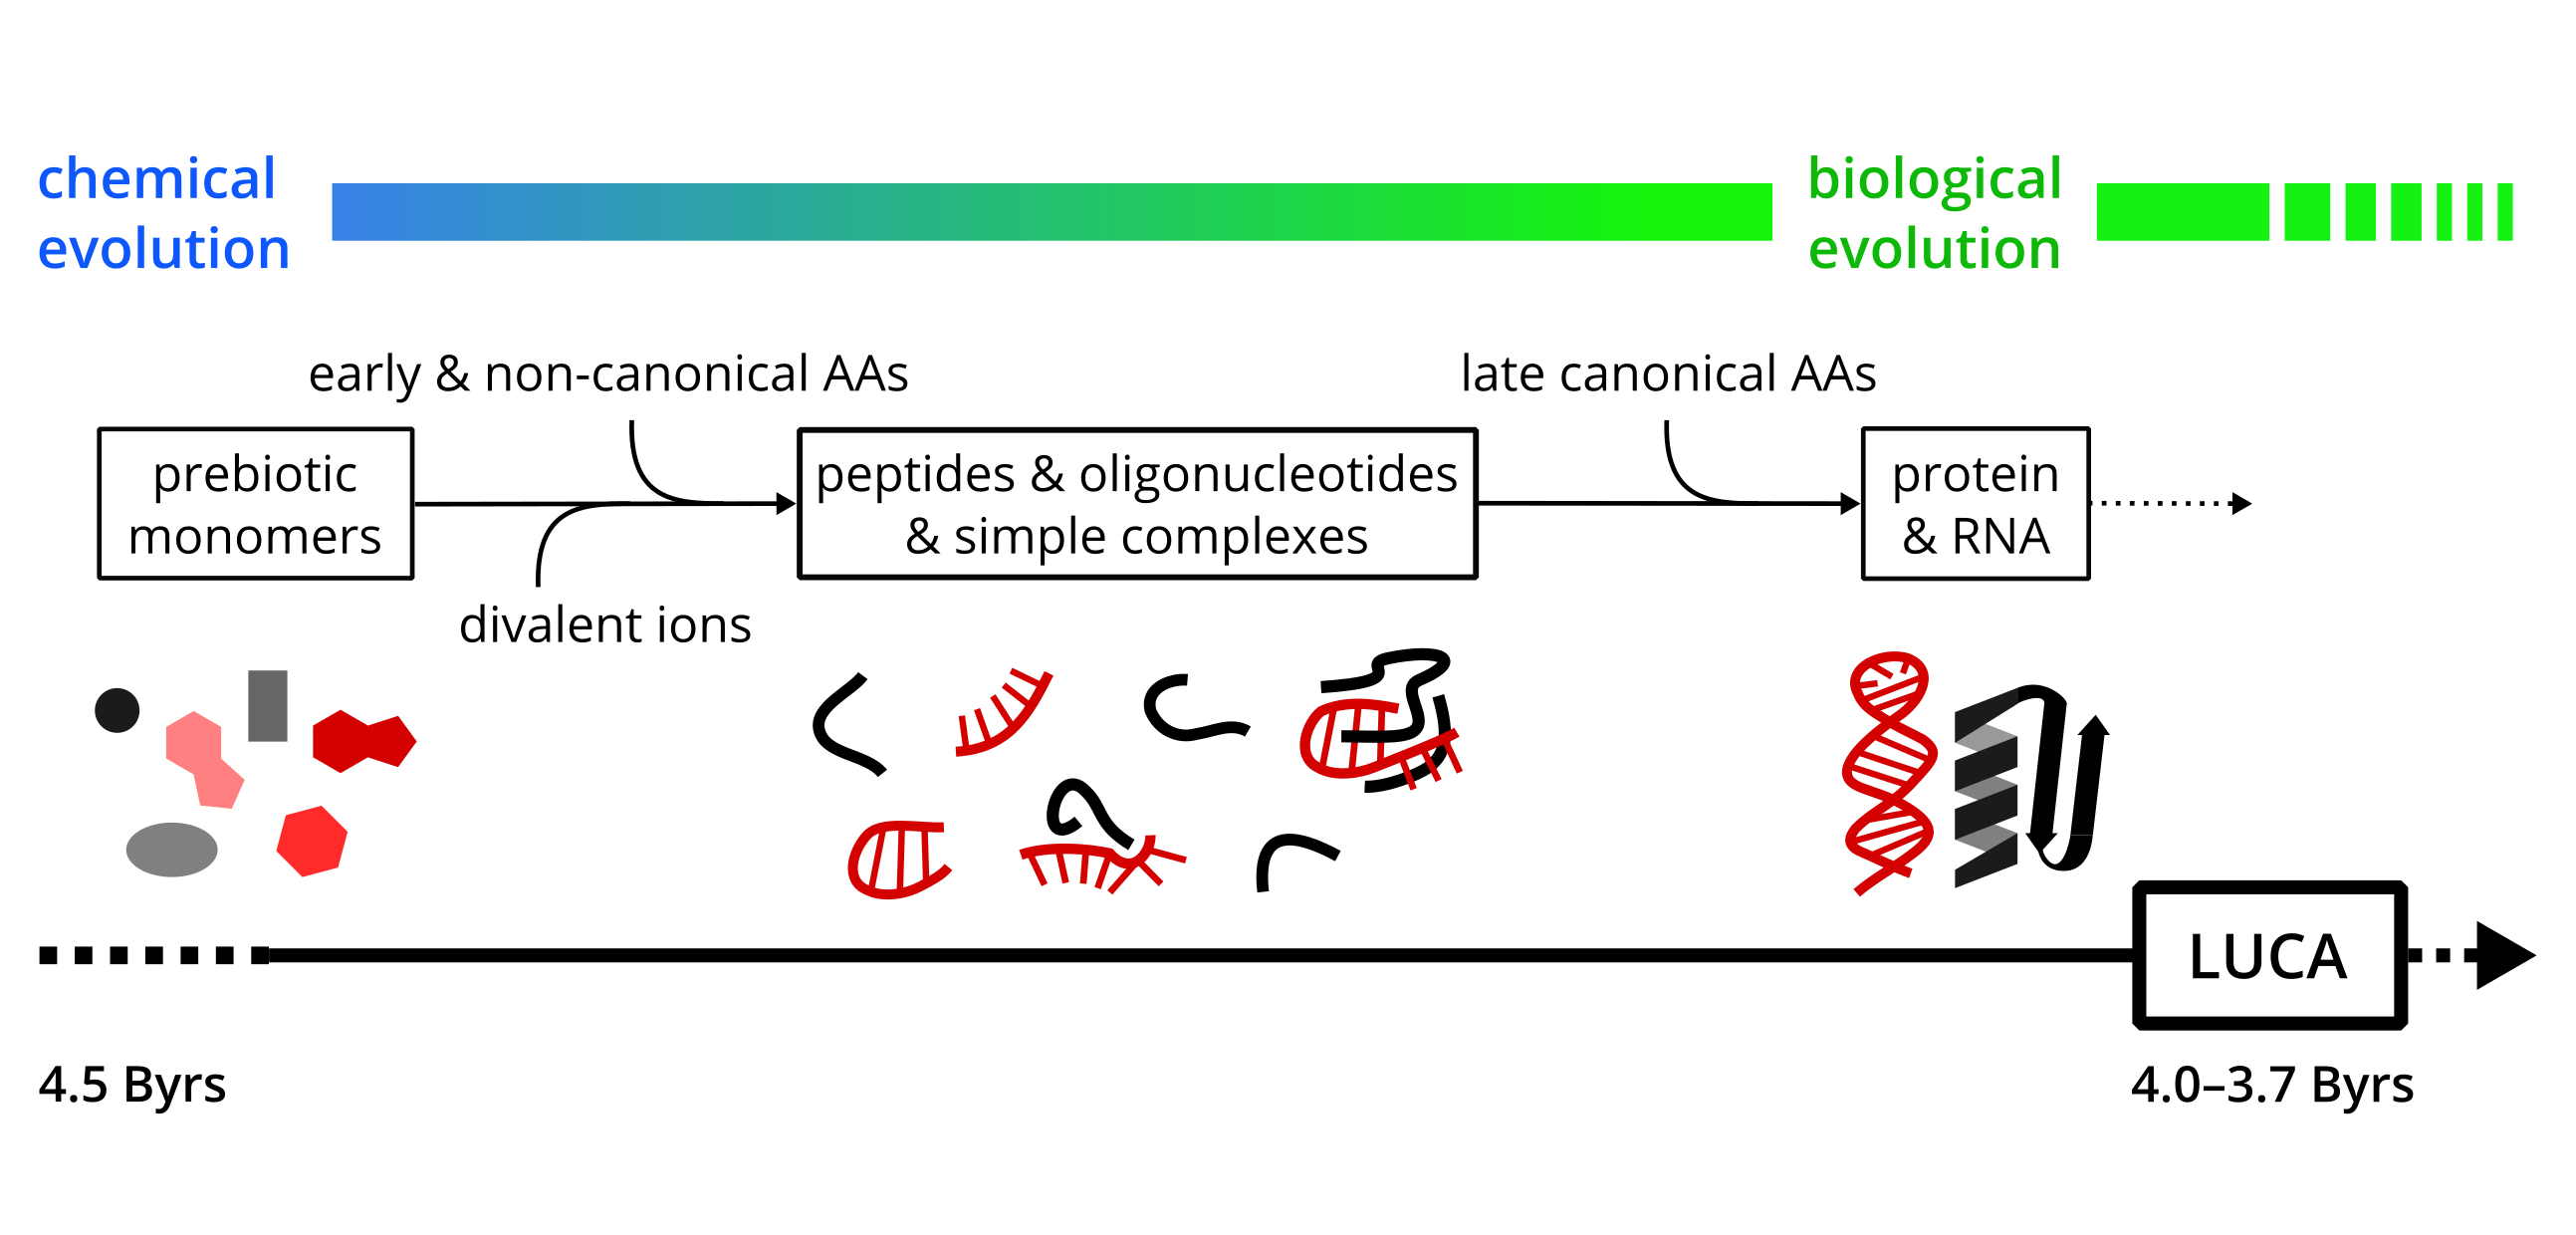 chemical
evolution
biological
evolution
early & non-canonical AAs
late canonical AAs
prebiotic
monomers
peptides & oligonucleotides
& simple complexes
protein
& RNA
divalent ions
LUCA
4.5 Byrs
4.0–3.7 Byrs